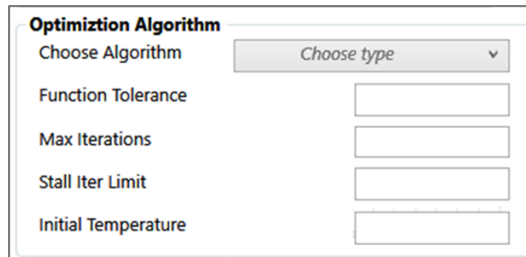 Optimiztion Algorithm
Choose Algorithm Choose type
Function Tolerance
Max Iterations
Stall Iter Limit
Initial Temperature